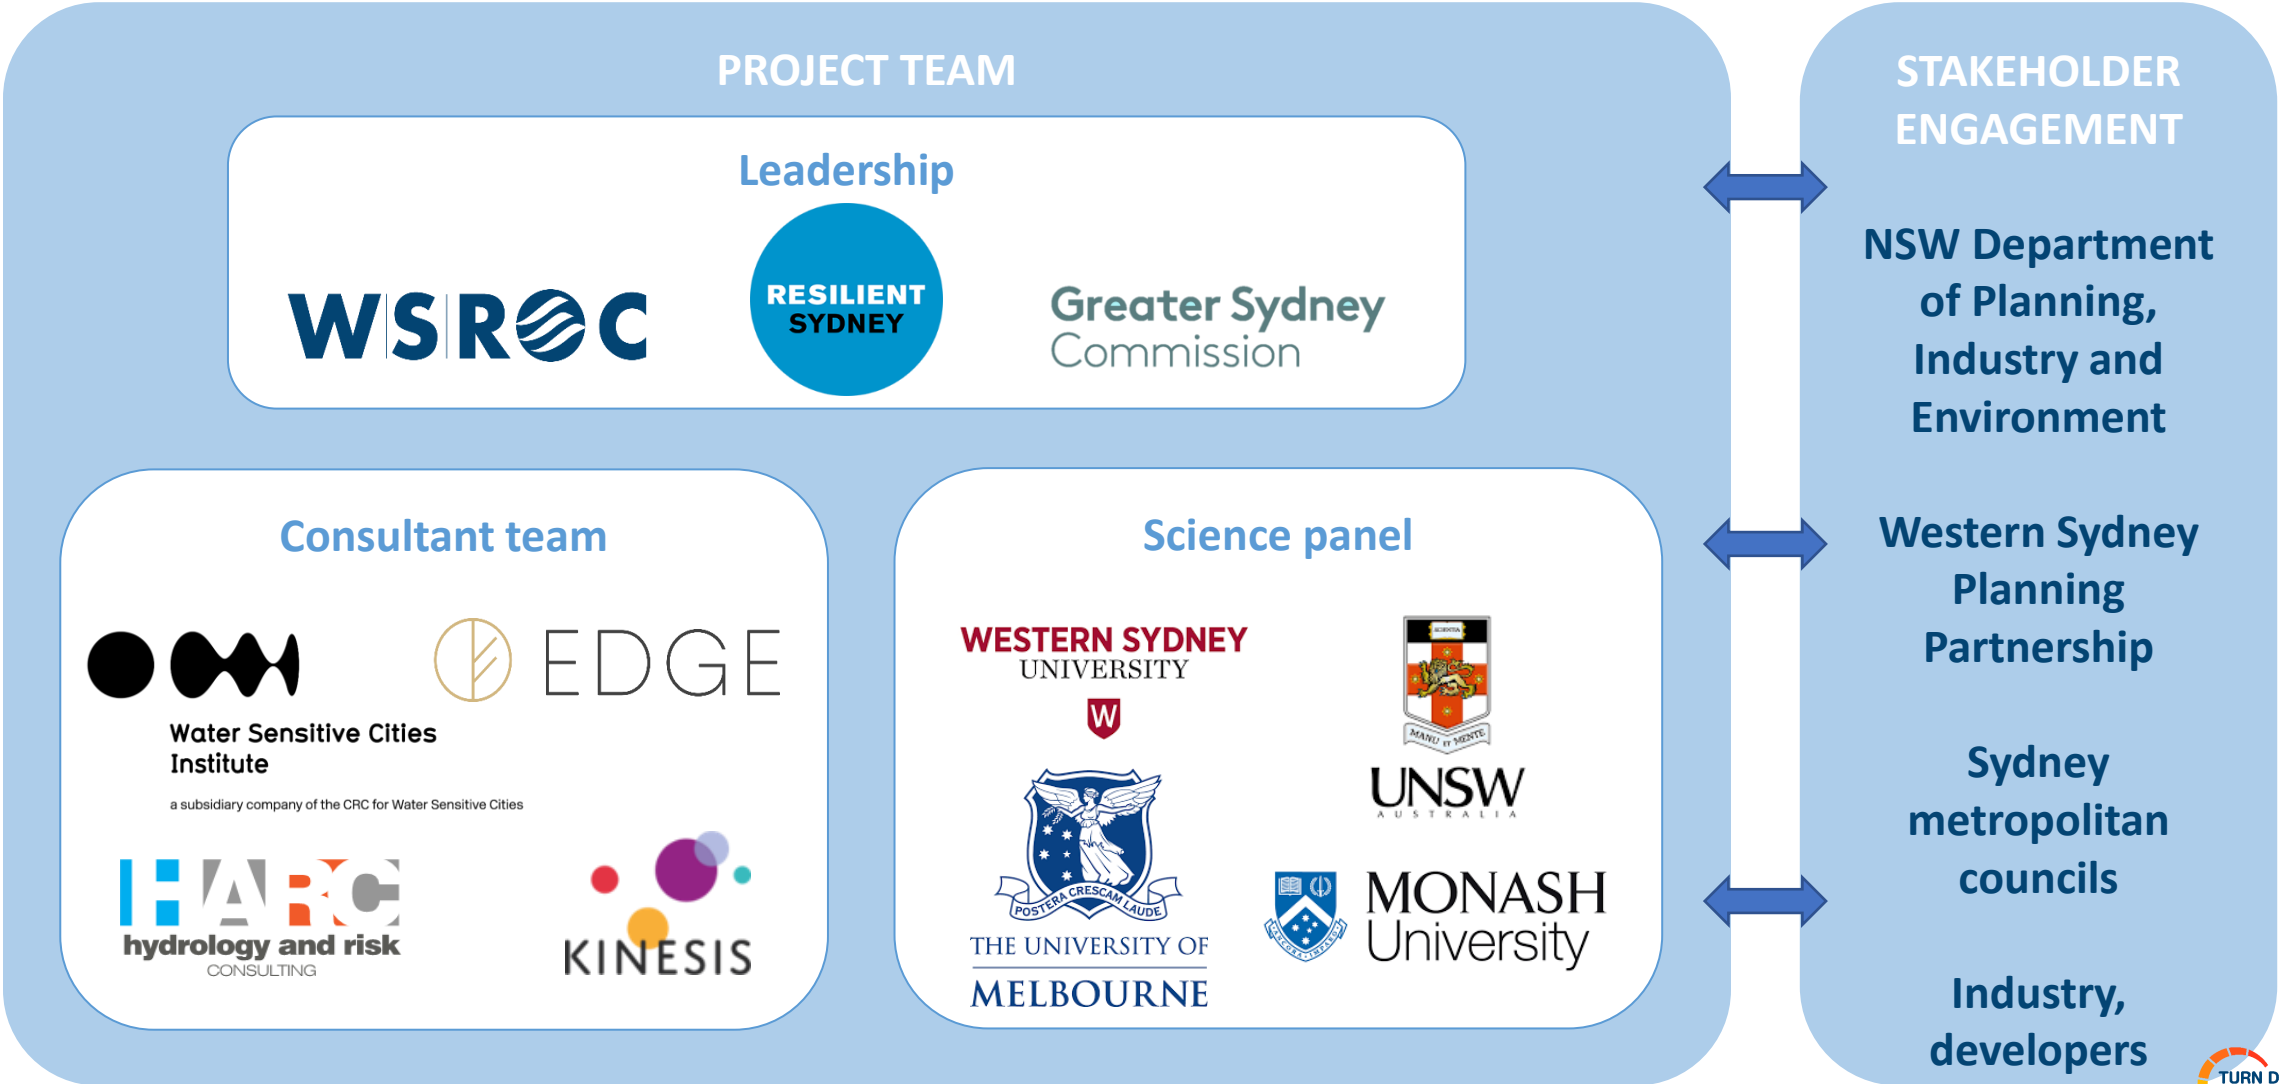 PROJECT TEAM
Leadership
WSROC
RESILIENT
SYDNEY
Greater Sydney
Commission
Consultant team
EDGE
Water Sensitive Cities
Institute
a subsidiary company of the CRC for Water Sensitive Cities
HARC
hydrology and risk
CONSULTING
KINESIS
Science panel
WESTERN SYDNEY
UNIVERSITY
W
SCIENTIA
MANU ET MENTE
UNSW
AUSTRALIA
POSTERA CRESCAM LAUDE
THE UNIVERSITY OF
MELBOURNE
ANCORA IMPARO
MONASH
University
STAKEHOLDER
ENGAGEMENT
NSW Department
of Planning,
Industry and
Environment
Western Sydney
Planning
Partnership
Sydney
metropolitan
councils
Industry,
developers
TURN D